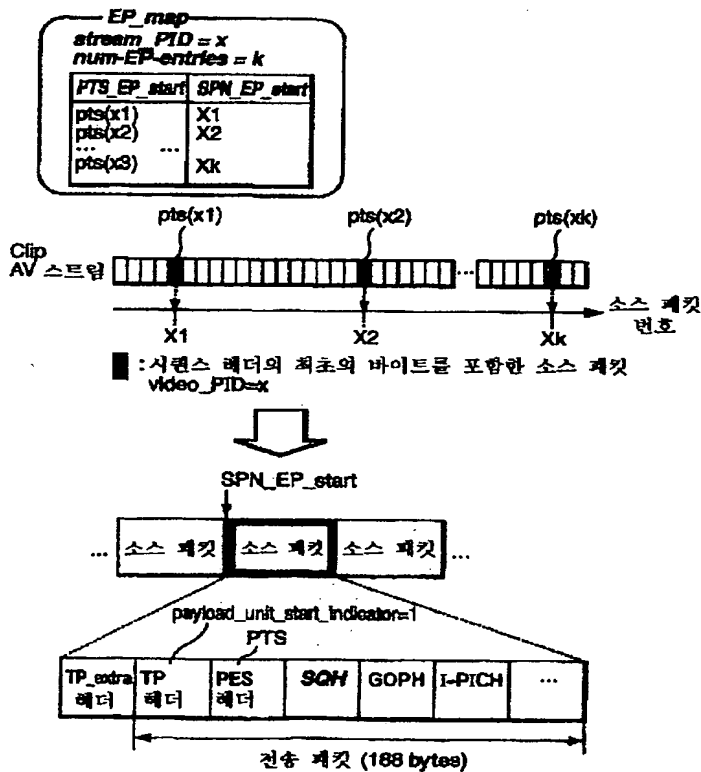 EP_map
stream_PID = x
num-EP-entries = k
PTS_EP_start SPN_EP_start
pts(x1) X1
pts(x2) X2
... ...
pts(x3) Xk
pts(x1) pts(x2) pts(xk)
Clip
AV 스트림
...
소스 패킷
번호
X1 X2 Xk
:시퀀스 헤더의 최초의 바이트를 포함한 소스 패킷
video_PID=x
SPN_EP_start
... 소스 패킷 소스 패킷 소스 패킷 ...
payload_unit_start_indicator=1
PTS
TP_extra TP PES SQH GOPH I-PICH ...
헤더 헤더 헤더
전송 패킷 (188 bytes)